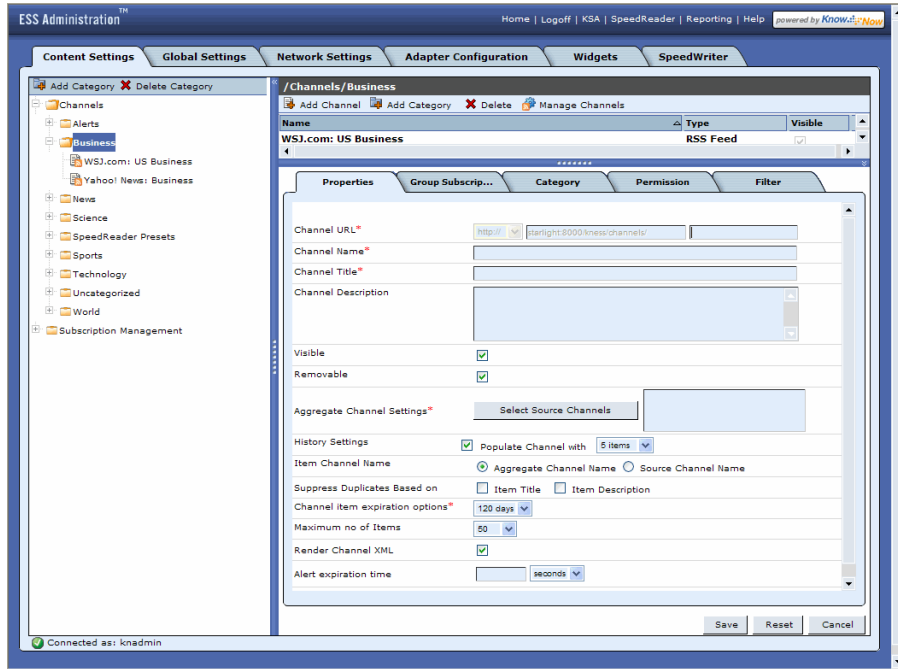 ESS Administration™
Home | Logoff | KSA | SpeedReader | Reporting | Help
powered by KnowNow
Content Settings
Global Settings
Network Settings
Adapter Configuration
Widgets
SpeedWriter
Add Category Delete Category
Channels
Alerts
Business
WSJ.com: US Business
Yahoo! News: Business
News
Science
SpeedReader Presets
Sports
Technology
Uncategorized
World
Subscription Management
/Channels/Business
Add Channel Add Category Delete Manage Channels
Name Type Visible
WSJ.com: US Business RSS Feed
Properties
Group Subscrip...
Category
Permission
Filter
Channel URL* http:// starlight:8000/kness/channels/
Channel Name*
Channel Title*
Channel Description
Visible
Removable
Aggregate Channel Settings* Select Source Channels
History Settings Populate Channel with 5 items
Item Channel Name Aggregate Channel Name Source Channel Name
Suppress Duplicates Based on Item Title Item Description
Channel item expiration options* 120 days
Maximum no of Items 50
Render Channel XML
Alert expiration time seconds
Save Reset Cancel
Connected as: knadmin